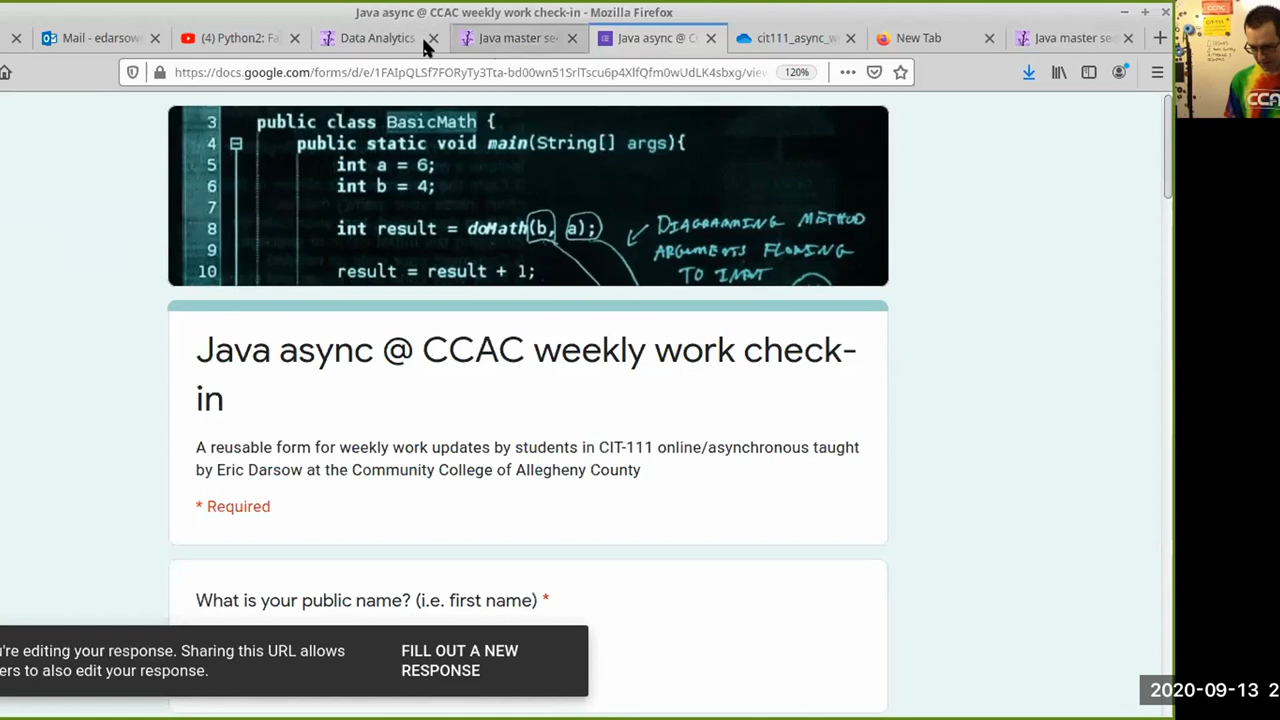 Java async @ CCAC weekly work check-in - Mozilla Firefox
Mail - edarsow
(4) Python2: Fa
Data Analytics
Java master se
Java async @ C
cit111_async_w
New Tab
Java master se
https://docs.google.com/forms/d/e/1FAIpQLSf7FORyTy3Tta-bd00wn51SrlTscu6p4XlfQfm0wUdLK4sbxg/view
120%
3 public class BasicMath {
4 public static void main(String[] args){
5 int a = 6;
6 int b = 4;
7
8 int result = doMath(b, a);
9
10 result = result + 1;
DIAGRAMMING METHOD
ARGUMENTS FLOWING
TO INPUT
Java async @ CCAC weekly work check-
in
A reusable form for weekly work updates by students in CIT-111 online/asynchronous taught
by Eric Darsow at the Community College of Allegheny County
* Required
What is your public name? (i.e. first name) *
're editing your response. Sharing this URL allows
ers to also edit your response.
FILL OUT A NEW
RESPONSE
CCAC
CIT-111
CCA
2020-09-13 2